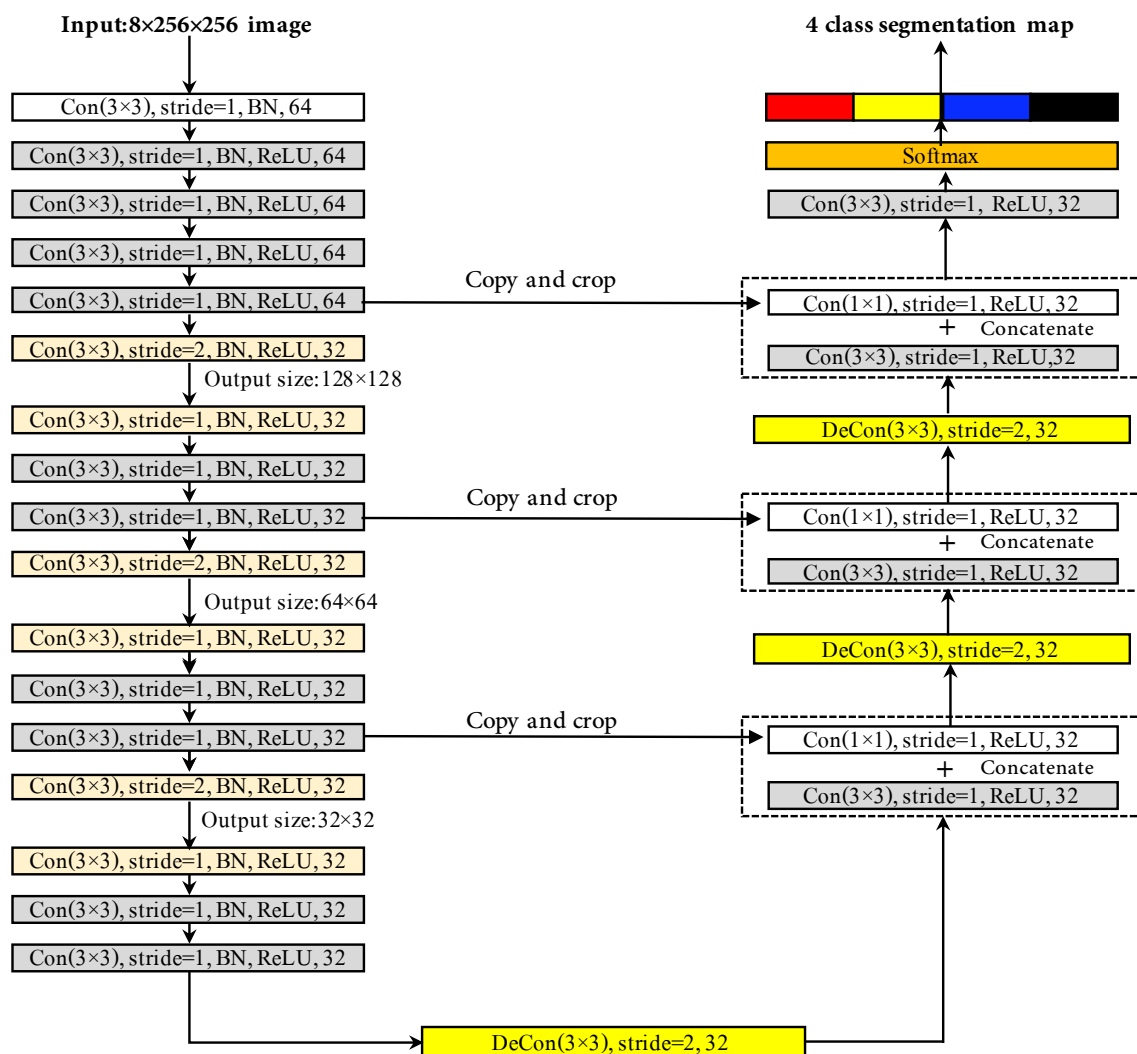 Input:8×256×256 image
Con(3×3), stride=1, BN, 64
Con(3×3), stride=1, BN, ReLU, 64
Con(3×3), stride=1, BN, ReLU, 64
Con(3×3), stride=1, BN, ReLU, 64
Con(3×3), stride=1, BN, ReLU, 64
Con(3×3), stride=2, BN, ReLU, 32
Output size:128×128
Con(3×3), stride=1, BN, ReLU, 32
Con(3×3), stride=1, BN, ReLU, 32
Con(3×3), stride=1, BN, ReLU, 32
Con(3×3), stride=2, BN, ReLU, 32
Output size:64×64
Con(3×3), stride=1, BN, ReLU, 32
Con(3×3), stride=1, BN, ReLU, 32
Con(3×3), stride=1, BN, ReLU, 32
Con(3×3), stride=2, BN, ReLU, 32
Output size:32×32
Con(3×3), stride=1, BN, ReLU, 32
Con(3×3), stride=1, BN, ReLU, 32
Con(3×3), stride=1, BN, ReLU, 32
DeCon(3×3), stride=2, 32
Copy and crop
Copy and crop
Copy and crop
4 class segmentation map
Softmax
Con(3×3), stride=1, ReLU, 32
Con(1×1), stride=1, ReLU, 32
+ Concatenate
Con(3×3), stride=1, ReLU,32
DeCon(3×3), stride=2, 32
Con(1×1), stride=1, ReLU, 32
+ Concatenate
Con(3×3), stride=1, ReLU, 32
DeCon(3×3), stride=2, 32
Con(1×1), stride=1, ReLU, 32
+ Concatenate
Con(3×3), stride=1, ReLU, 32